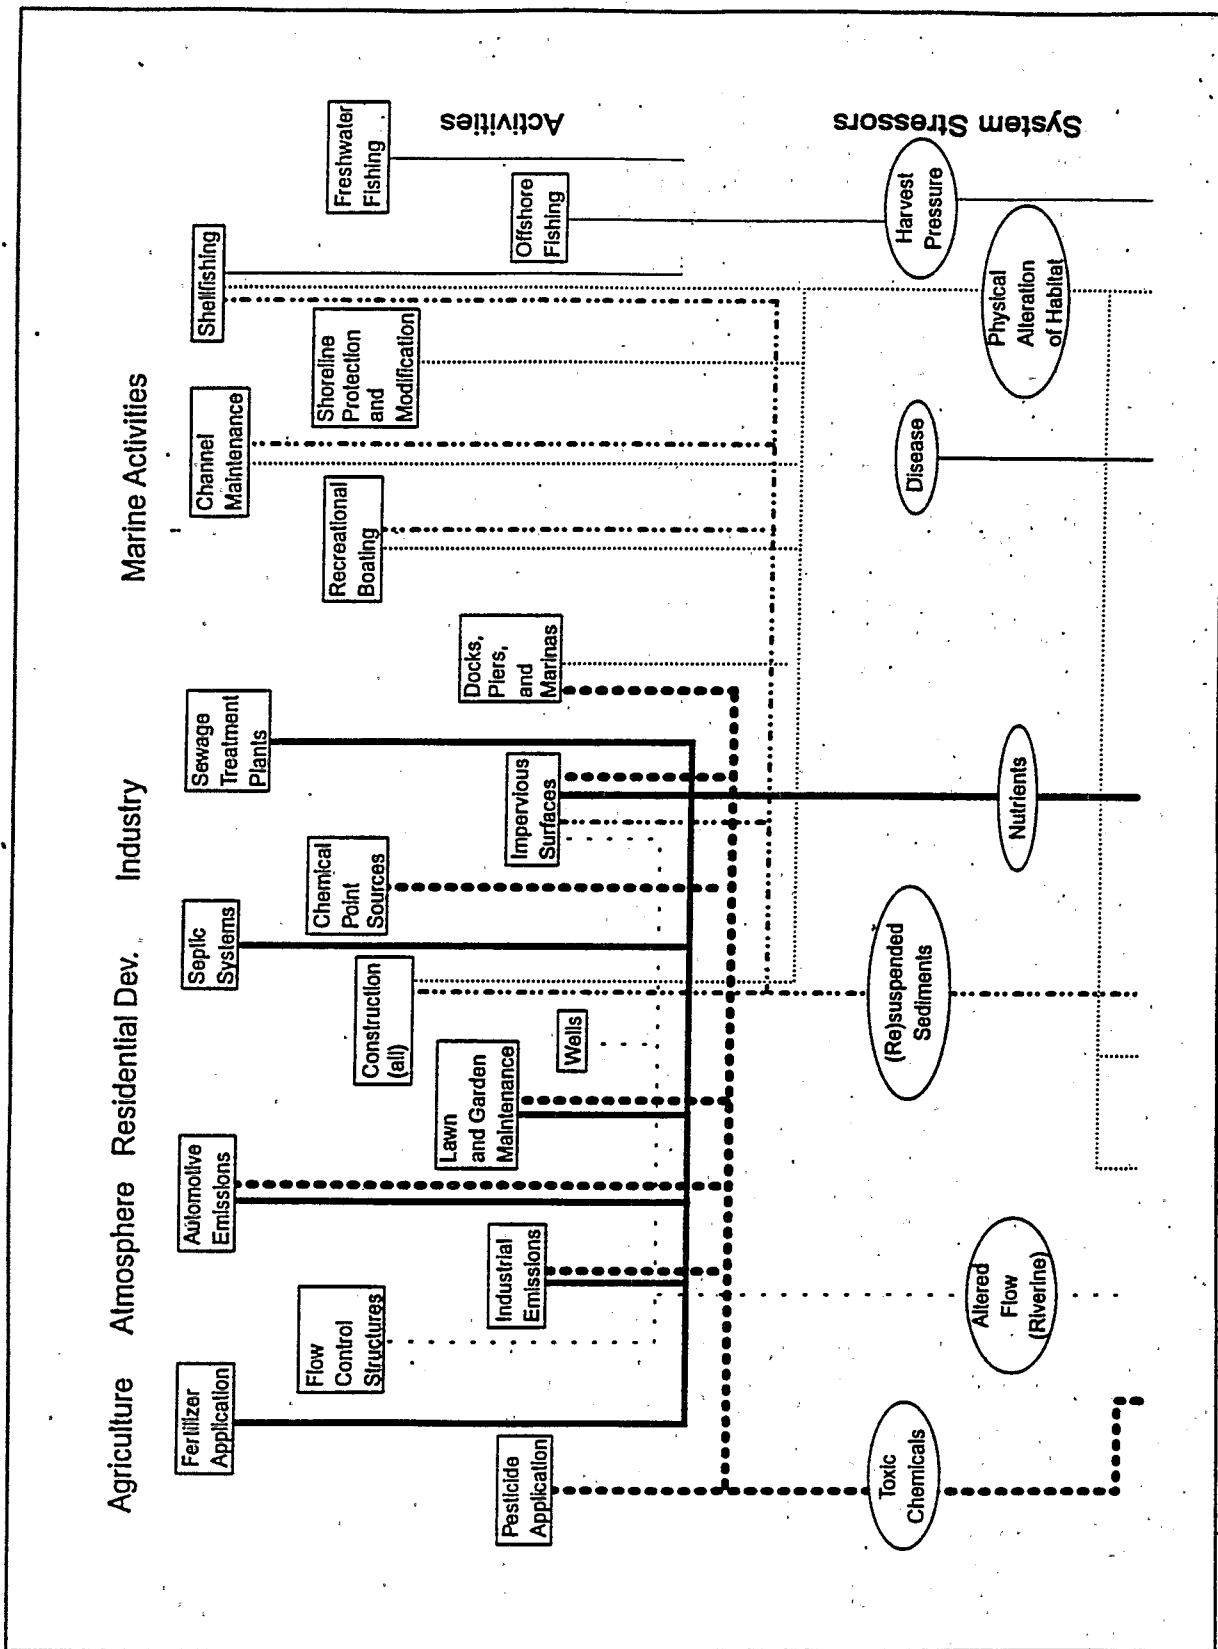 Agriculture Atmosphere Residential Dev. Industry Marine Activities
Fertilizer
Application
Automotive
Emissions
Septic
Systems
Sewage
Treatment
Plants
Channel
Maintenance
Shellfishing
Flow
Control
Structures
Construction
(all)
Chemical
Point
Sources
Recreational
Boating
Shoreline
Protection
and
Modification
Freshwater
Fishing
Pesticide
Application
Industrial
Emissions
Lawn
and Garden
Maintenance
Wells
Impervious
Surfaces
Docks,
Piers,
and
Marinas
Offshore
Fishing
Activities
Toxic
Chemicals
Altered
Flow
(Riverine)
(Re)suspended
Sediments
Nutrients
Disease
Physical
Alteration
of Habitat
Harvest
Pressure
System Stressors